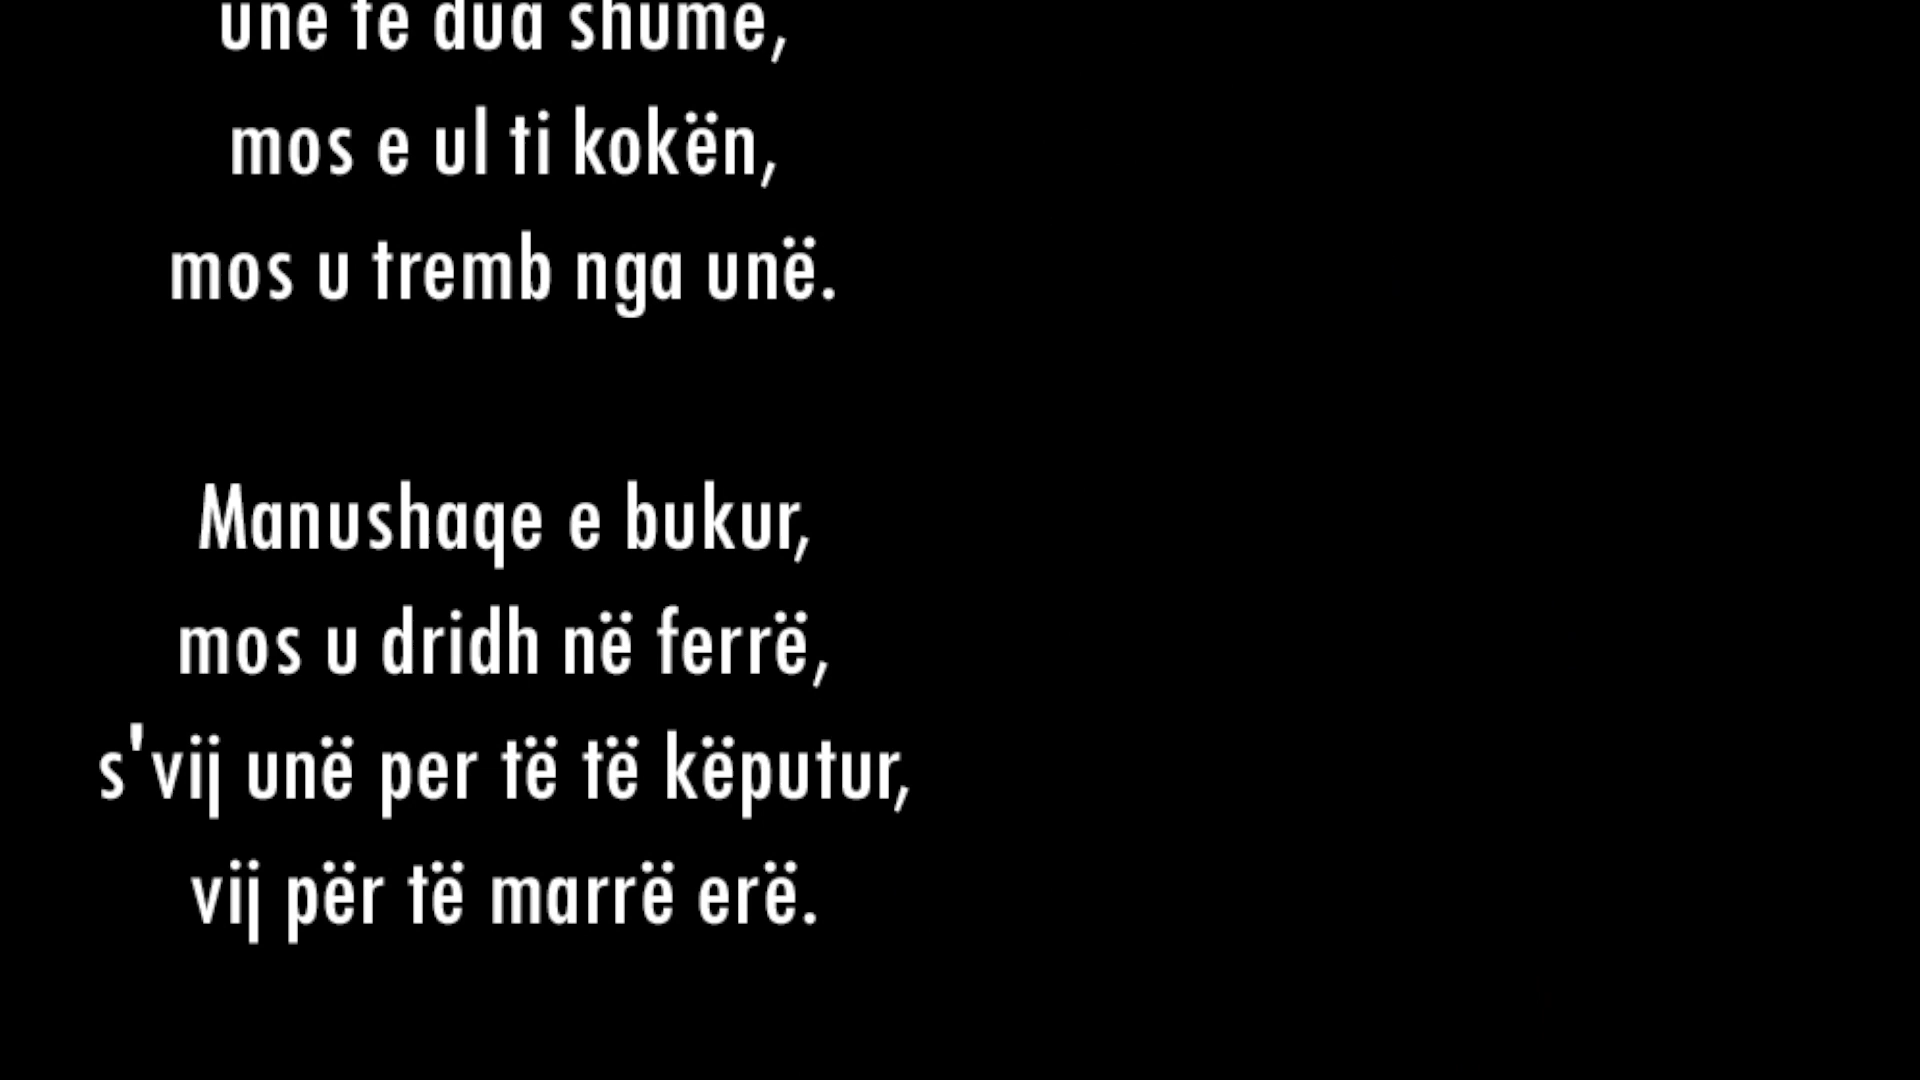 unë të dua shumë,
mos e ul ti kokën,
mos u tremb nga unë.
Manushaqe e bukur,
mos u dridh në ferrë,
s'vij unë per të të këputur,
vij për të marrë erë.